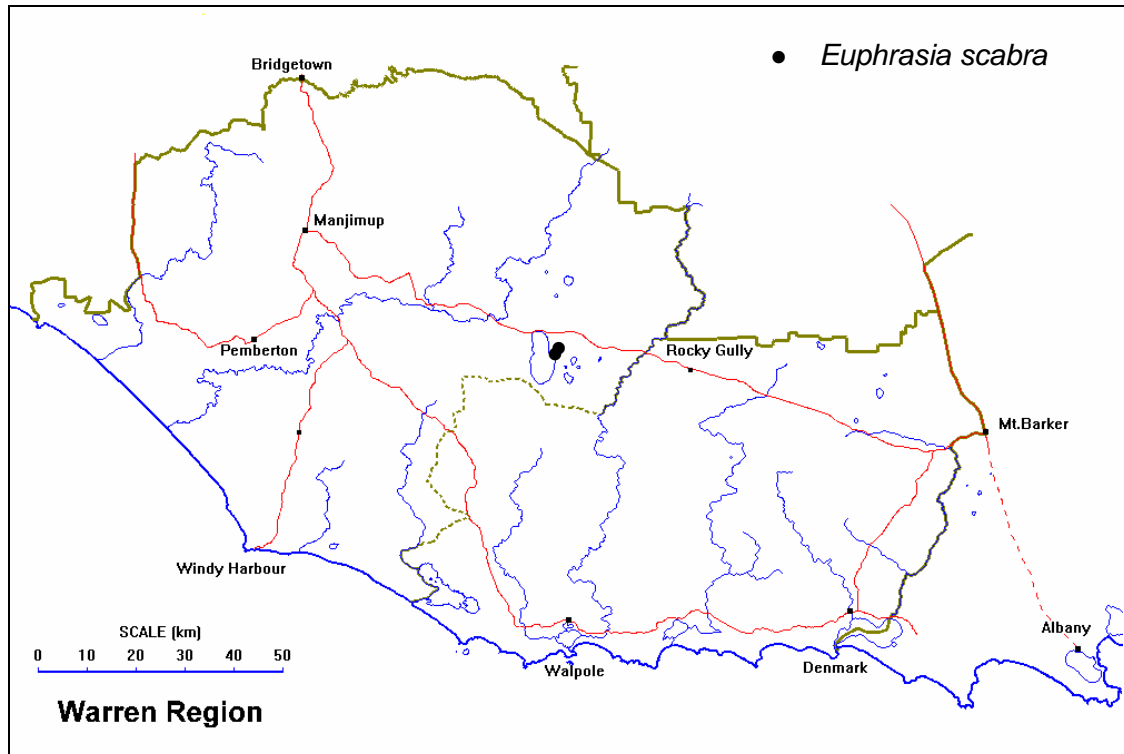 ● Euphrasia scabra
Bridgetown
Manjimup
Pemberton
Rocky Gully
Mt.Barker
Windy Harbour
SCALE (km)
0 10 20 30 40 50
Walpole
Denmark
Albany
Warren Region